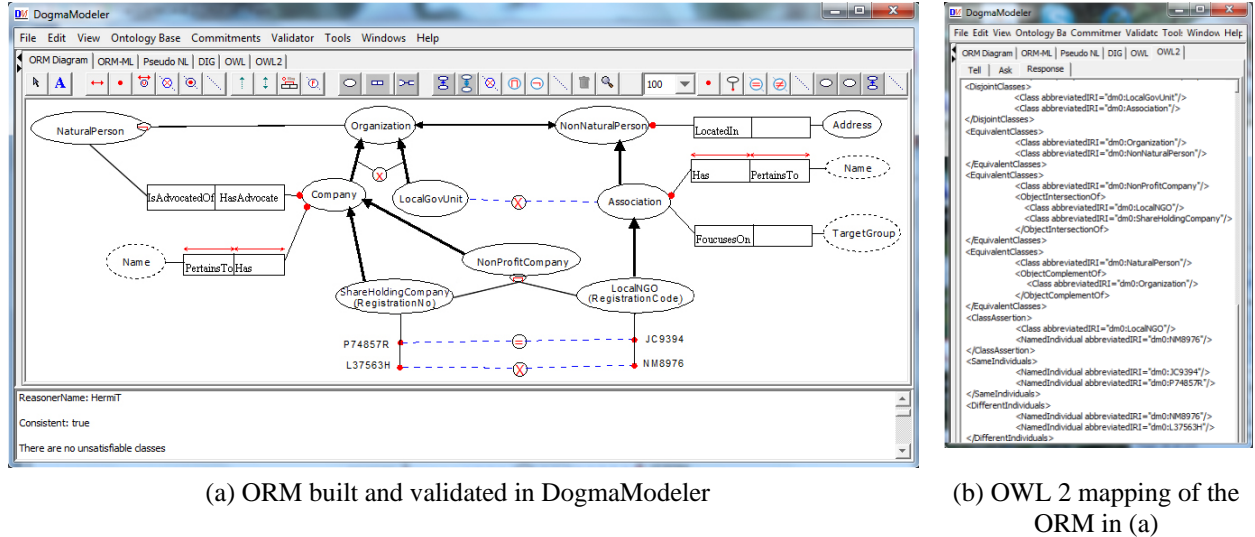 DogmaModeler
File Edit View Ontology Base Commitments Validator Tools Windows Help
ORM Diagram ORM-ML Pseudo NL DIG OWL OWL2
A 100
NaturalPerson
Organization
NonNaturalPerson
LocatedIn
Address
Has PertainsTo
Name
IsAdvocatedOf HasAdvocate
Company
X
LocalGovUnit
X
Association
FoucusesOn
TargetGroup
Name
PertainsTo Has
NonProfitCompany
ShareHoldingCompany
(RegistrationNo)
LocalNGO
(RegistrationCode)
P74857R = JC9394
L37563H X NM8976
ReasonerName: HermiT
Consistent: true
There are no unsatisfiable classes
(a) ORM built and validated in DogmaModeler
DogmaModeler
File Edit View Ontology Ba Commitmer Validatc Tool: Window Help
ORM Diagram ORM-ML Pseudo NL DIG OWL OWL2
Tell Ask Response
<DisjointClasses>
<Class abbreviatedIRI="dm0:LocalGovUnit"/>
<Class abbreviatedIRI="dm0:Association"/>
</DisjointClasses>
<EquivalentClasses>
<Class abbreviatedIRI="dm0:Organization"/>
<Class abbreviatedIRI="dm0:NonNaturalPerson"/>
</EquivalentClasses>
<EquivalentClasses>
<Class abbreviatedIRI="dm0:NonProfitCompany"/>
<ObjectIntersectionOf>
<Class abbreviatedIRI="dm0:LocalNGO"/>
<Class abbreviatedIRI="dm0:ShareHoldingCompany"/>
</ObjectIntersectionOf>
</EquivalentClasses>
<EquivalentClasses>
<Class abbreviatedIRI="dm0:NaturalPerson"/>
<ObjectComplementOf>
<Class abbreviatedIRI="dm0:Organization"/>
</ObjectComplementOf>
</EquivalentClasses>
<ClassAssertion>
<Class abbreviatedIRI="dm0:LocalNGO"/>
<NamedIndividual abbreviatedIRI="dm0:NM8976"/>
</ClassAssertion>
<SameIndividuals>
<NamedIndividual abbreviatedIRI="dm0:JC9394"/>
<NamedIndividual abbreviatedIRI="dm0:P74857R"/>
</SameIndividuals>
<DifferentIndividuals>
<NamedIndividual abbreviatedIRI="dm0:NM8976"/>
<NamedIndividual abbreviatedIRI="dm0:L37563H"/>
</DifferentIndividuals>
(b) OWL 2 mapping of the
ORM in (a)